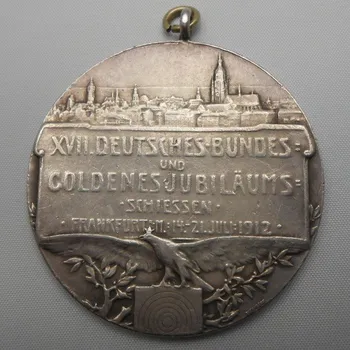 XVII. DEUTSCHES-BUNDES=
UND
GOLDENES-JUBILÄUMS=
·SCHIESSEN·
·FRANKFURT·M·:14.-21.JULI·1912·